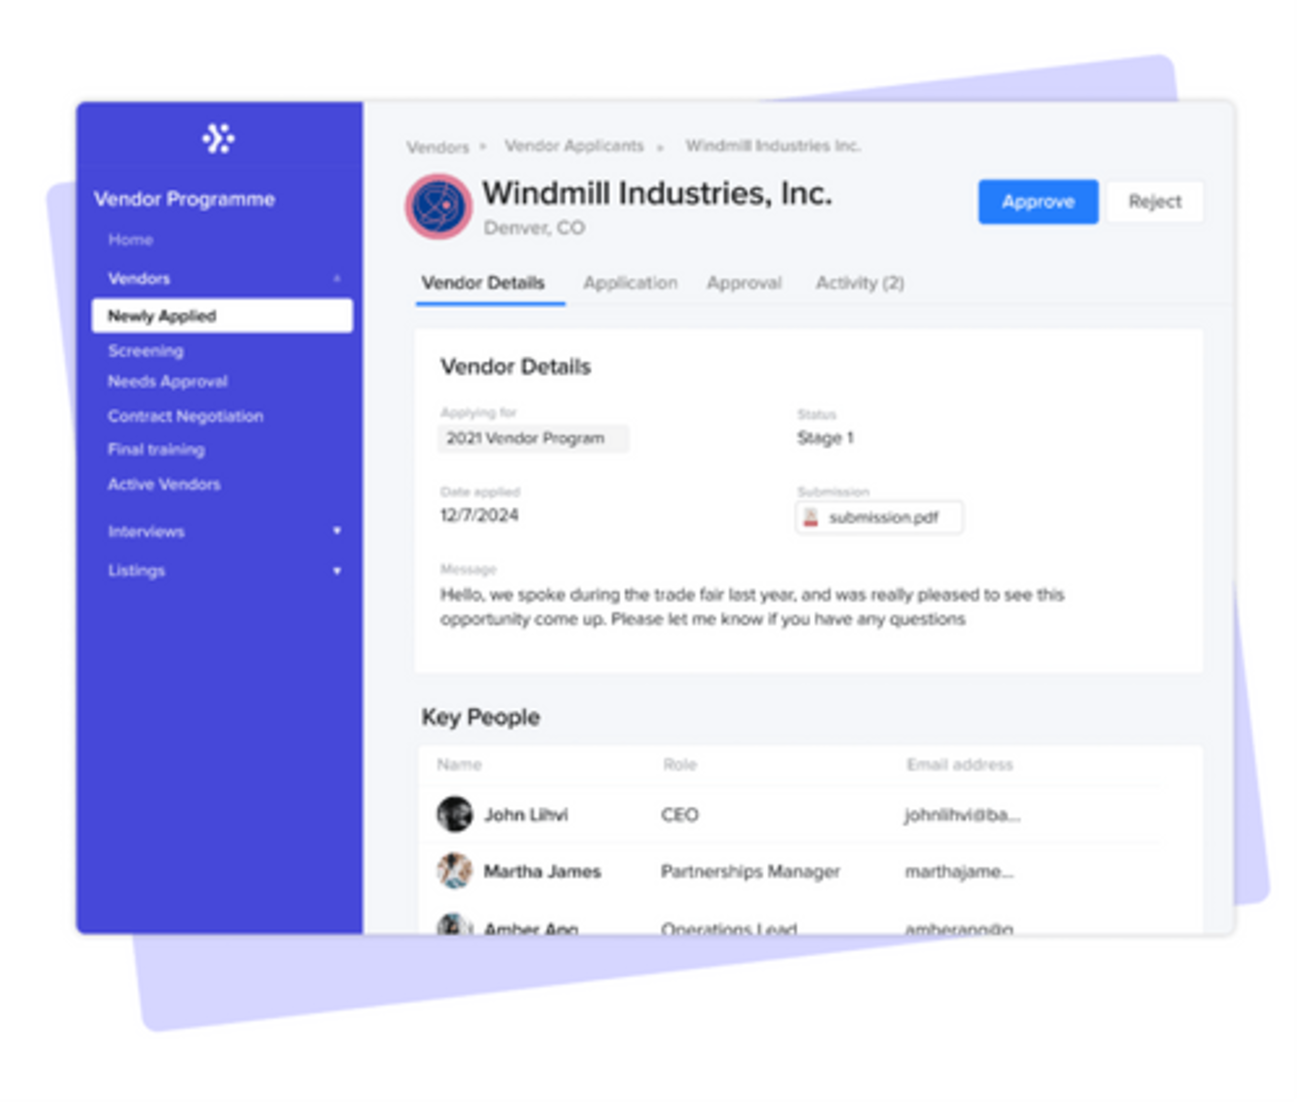 Vendor Programme
Home
Vendors
Newly Applied
Screening
Needs Approval
Contract Negotiation
Final training
Active Vendors
Interviews
Listings
Vendors Vendor Applicants Windmill Industries Inc.
Windmill Industries, Inc.
Denver, CO
Approve Reject
Vendor Details Application Approval Activity (2)
Vendor Details
Applying for Status
2021 Vendor Program Stage 1
Date applied Submission
12/7/2024 submission.pdf
Message
Hello, we spoke during the trade fair last year, and was really pleased to see this
opportunity come up. Please let me know if you have any questions
Key People
Name Role Email address
John Lihvi CEO johnlihvi@ba...
Martha James Partnerships Manager marthajame...
Amber Ang Operations Lead